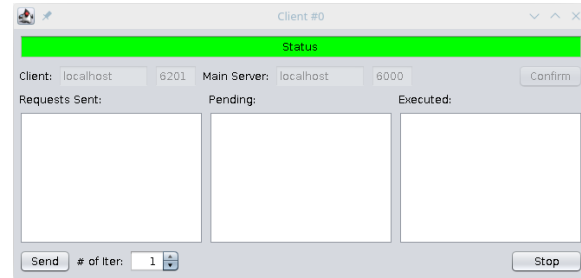 Client #0
Status
Client: localhost 6201 Main Server: localhost 6000 Confirm
Requests Sent: Pending: Executed:
Send # of Iter: 1 Stop